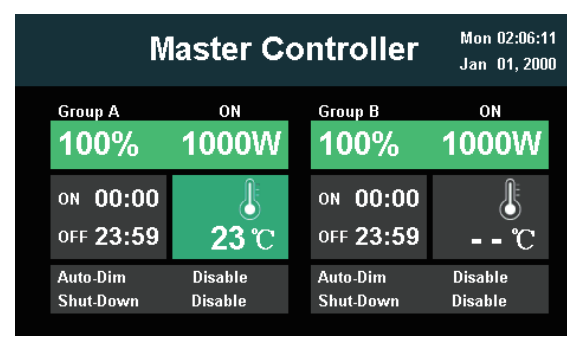 Master Controller
Mon 02:06:11
Jan 01, 2000
Group A ON
100% 1000W
ON 00:00
OFF 23:59
23 ℃
Auto-Dim Disable
Shut-Down Disable
Group B ON
100% 1000W
ON 00:00
OFF 23:59
- - ℃
Auto-Dim Disable
Shut-Down Disable